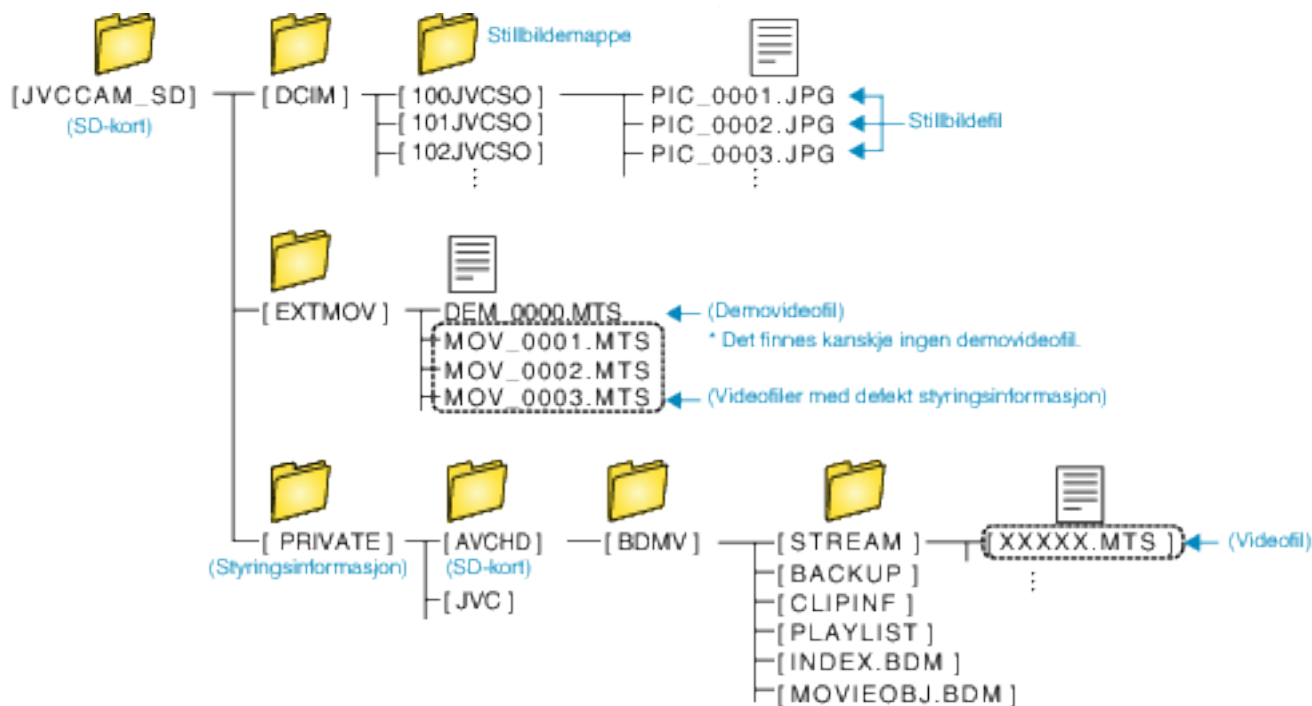 Stillbildemappe
[JVCCAM_SD] [DCIM] [100JVCSO] PIC_0001.JPG
(SD-kort) [101JVCSO] PIC_0002.JPG Stillbildefil
[102JVCSO] PIC_0003.JPG
[EXTMOV] DEM_0000.MTS (Demovideofil)
MOV_0001.MTS * Det finnes kanskje ingen demovideofil.
MOV_0002.MTS
MOV_0003.MTS (Videofiler med defekt styringsinformasjon)
[PRIVATE] [AVCHD] [BDMV] [STREAM] [XXXXX.MTS] (Videofil)
(Styringsinformasjon) (SD-kort) [BACKUP]
[JVC] [CLIPINF]
[PLAYLIST]
[INDEX.BDM]
[MOVIEOBJ.BDM]